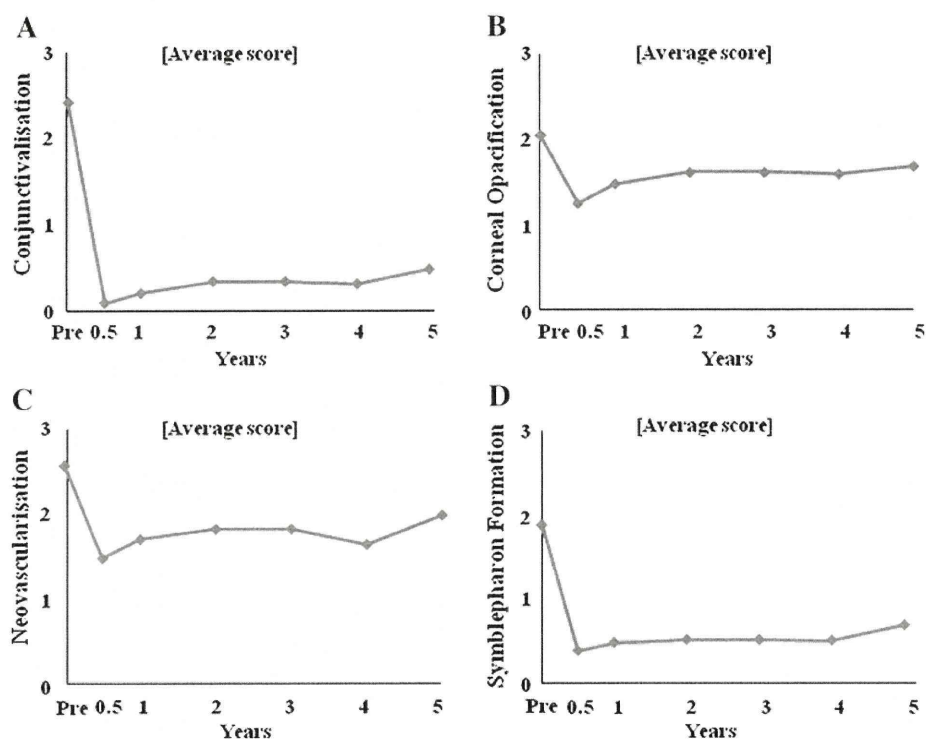 A
[Average score]
3
2
1
0
Conjunctivalisation
Pre 0.5 1 2 3 4 5
Years
B
[Average score]
3
2
1
0
Corneal Opacification
Pre 0.5 1 2 3 4 5
Years
C
[Average score]
3
2
1
0
Neovascularisation
Pre 0.5 1 2 3 4 5
Years
D
[Average score]
3
2
1
0
Symblepharon Formation
Pre 0.5 1 2 3 4 5
Years